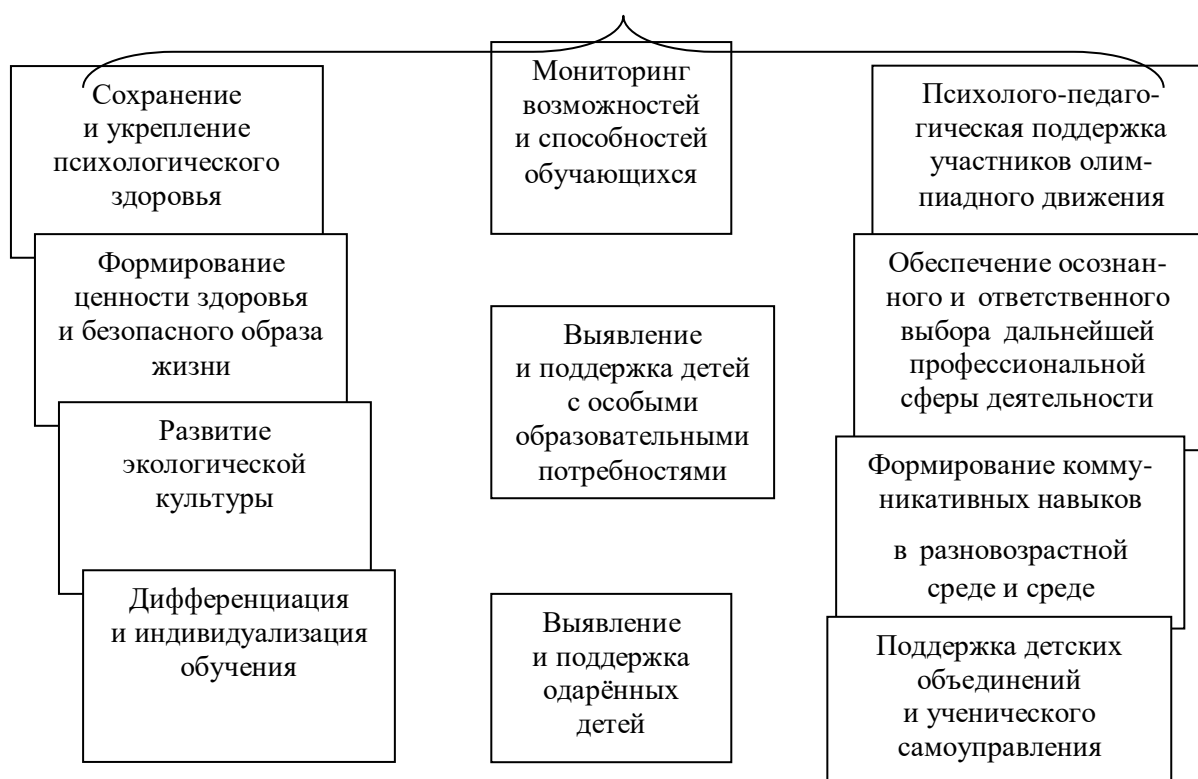 Сохранение
и укрепление
психологического
здоровья
Формирование
ценности здоровья
и безопасного образа
жизни
Развитие
экологической
культуры
Дифференциация
и индивидуализация
обучения
Мониторинг
возможностей
и способностей
обучающихся
Выявление
и поддержка детей
с особыми
образовательными
потребностями
Выявление
и поддержка
одарённых
детей
Психолого-педаго-
гическая поддержка
участников олим-
пиадного движения
Обеспечение осознан-
ного и ответственного
выбора дальнейшей
профессиональной
сферы деятельности
Формирование комму-
никативных навыков
в разновозрастной
среде и среде
Поддержка детских
объединений
и ученического
самоуправления